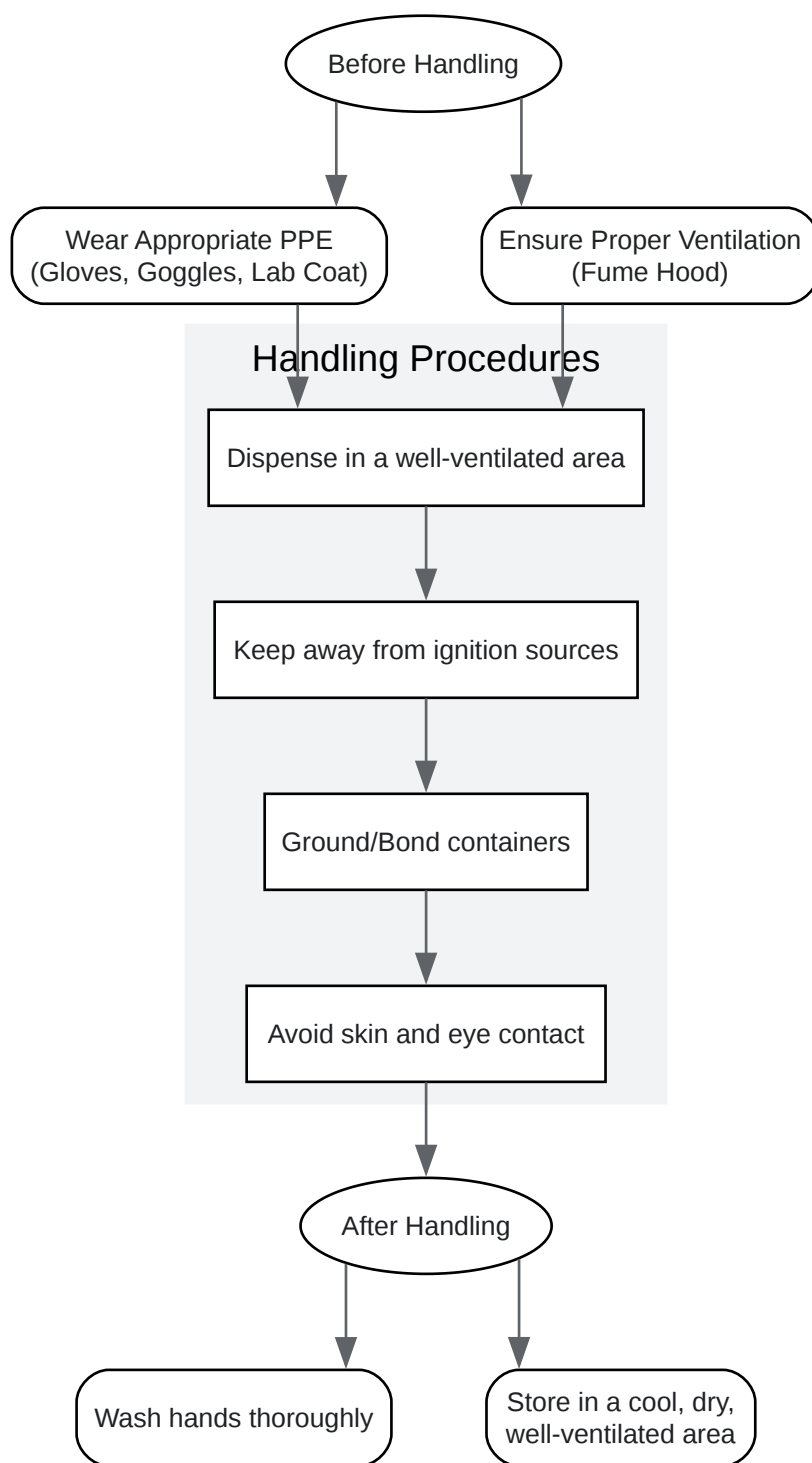 Before Handling
Wear Appropriate PPE
(Gloves, Goggles, Lab Coat)
Ensure Proper Ventilation
(Fume Hood)
Handling Procedures
Dispense in a well-ventilated area
Keep away from ignition sources
Ground/Bond containers
Avoid skin and eye contact
After Handling
Wash hands thoroughly
Store in a cool, dry,
well-ventilated area